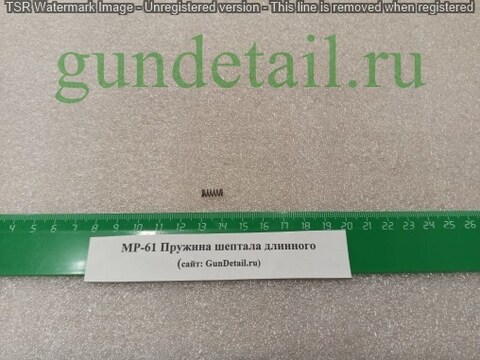 TSR Watermark Image - Unregistered version - This line is removed when registered
gundetail.ru
4 5 6 7 8 9 10 11 12 13 14 15 16 17 18 19 20 21 22 23 24 25 26
МР-61 Пружина шептала длинного
(сайт: GunDetail.ru)